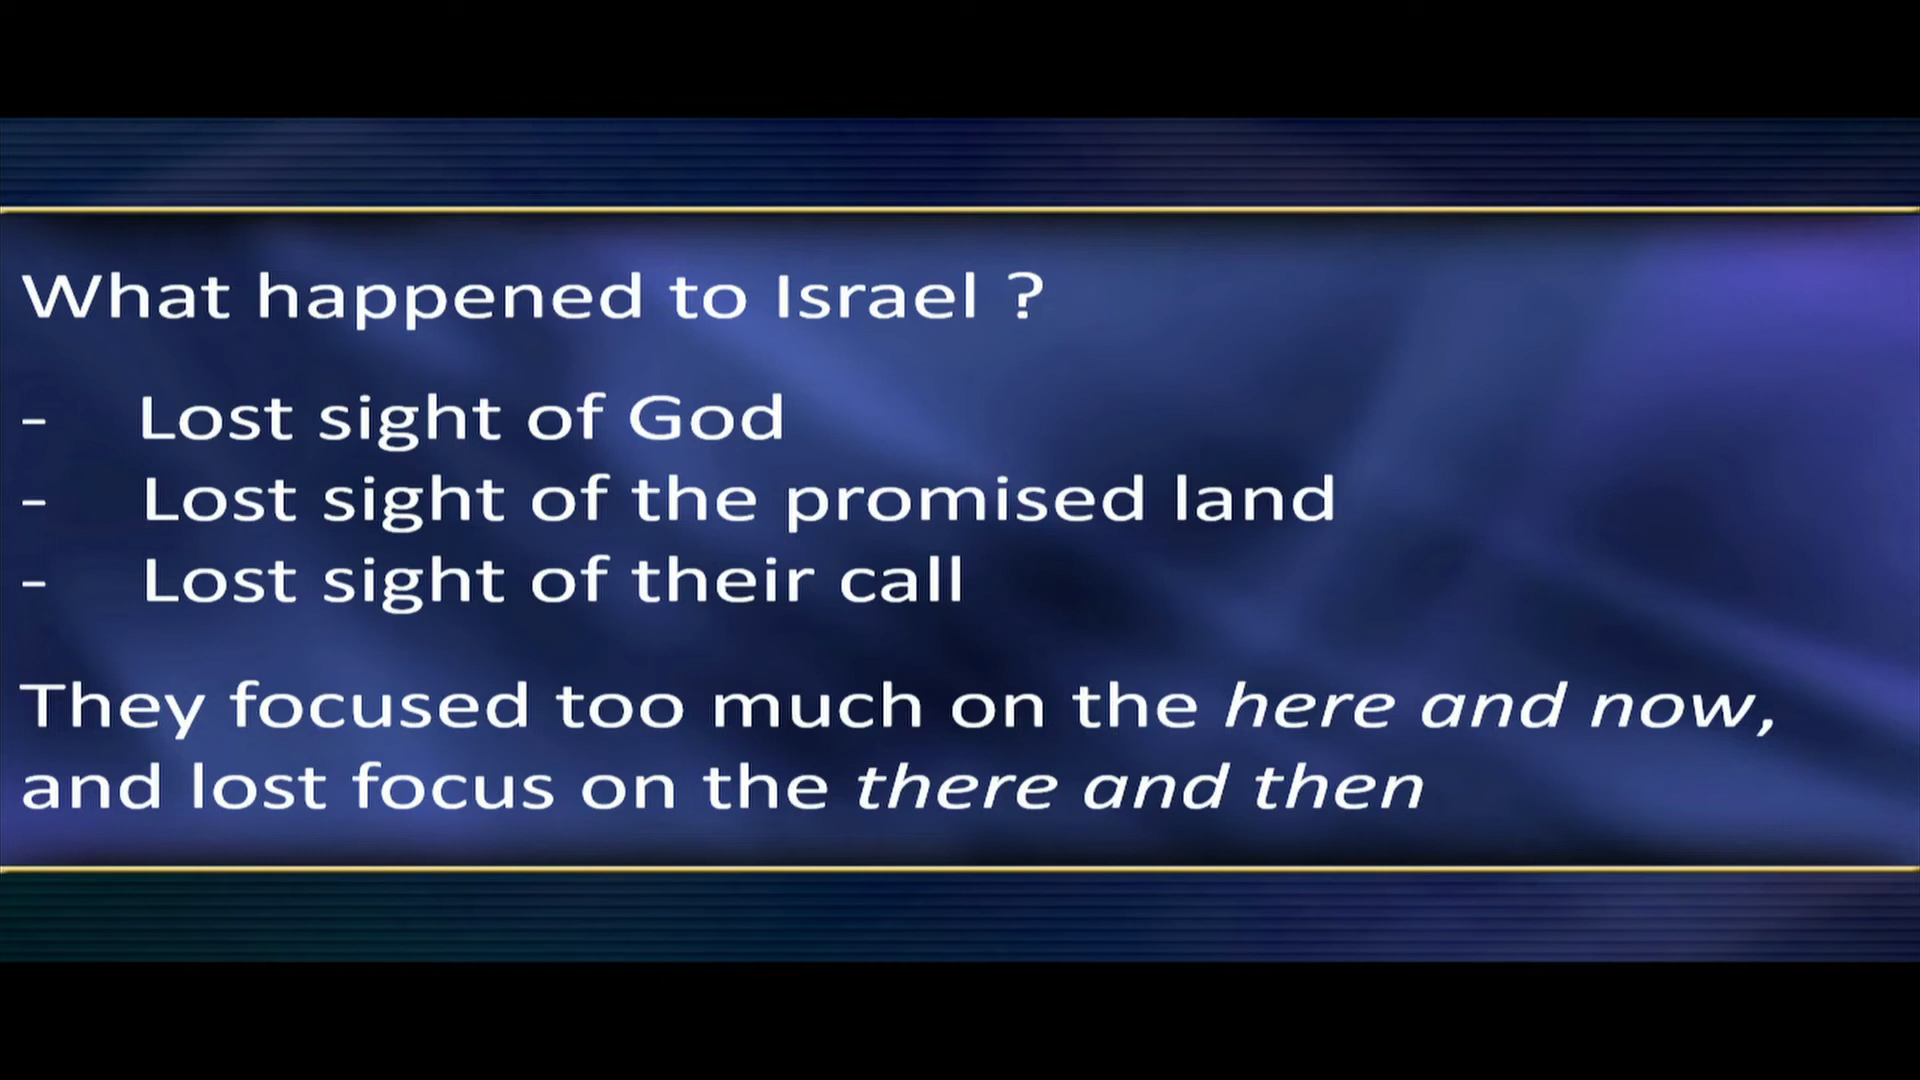 What happened to Israel ?
- Lost sight of God
- Lost sight of the promised land
- Lost sight of their call
They focused too much on the here and now,
and lost focus on the there and then